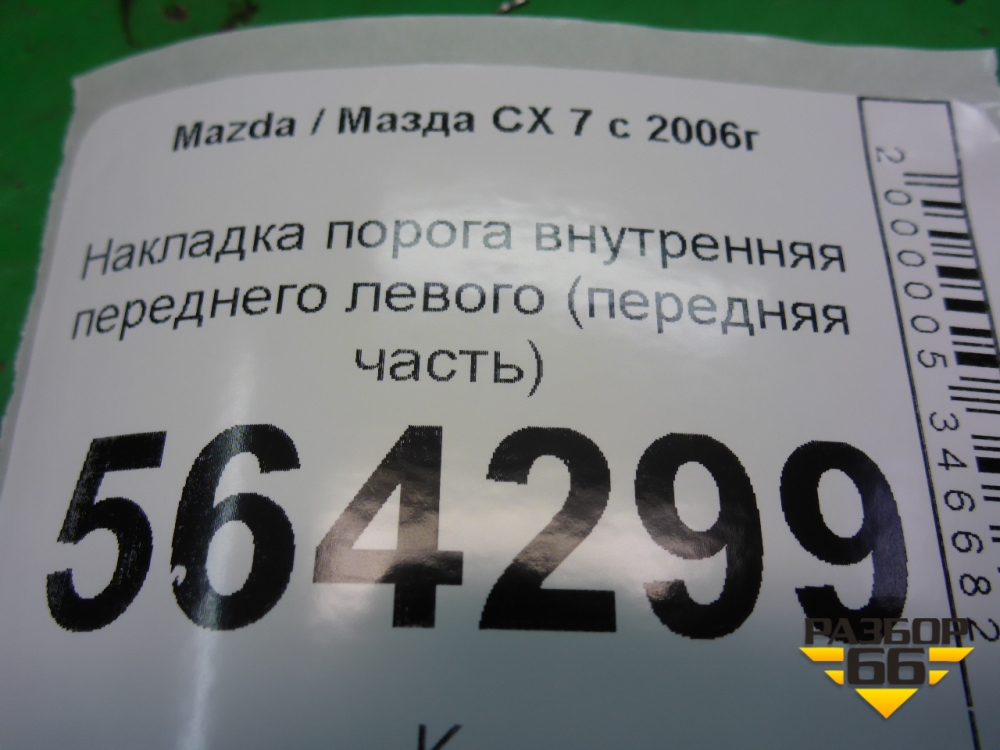 Mazda / Мазда CX 7 с 2006г
Накладка порога внутренняя
переднего левого (передняя
часть)
564299
2000005346682
РАЗБОР
66
К